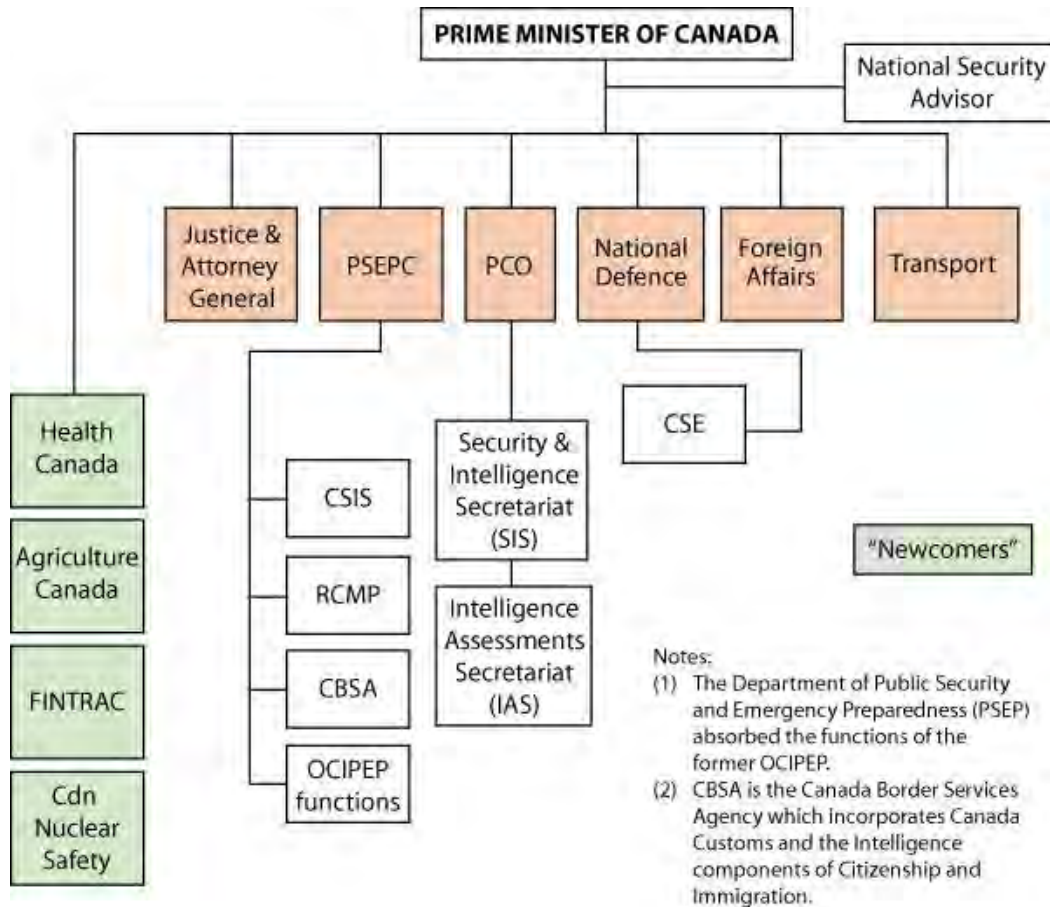 PRIME MINISTER OF CANADA
National Security
Advisor
Justice &
Attorney
General
PSEPC
PCO
National
Defence
Foreign
Affairs
Transport
Health
Canada
Agriculture
Canada
FINTRAC
Cdn
Nuclear
Safety
CSIS
RCMP
CBSA
OCIPEP
functions
Security &
Intelligence
Secretariat
(SIS)
Intelligence
Assessments
Secretariat
(IAS)
CSE
"Newcomers"
Notes:
(1) The Department of Public Security
and Emergency Preparedness (PSEP)
absorbed the functions of the
former OCIPEP.
(2) CBSA is the Canada Border Services
Agency which Incorporates Canada
Customs and the Intelligence
components of Citizenship and
Immigration.